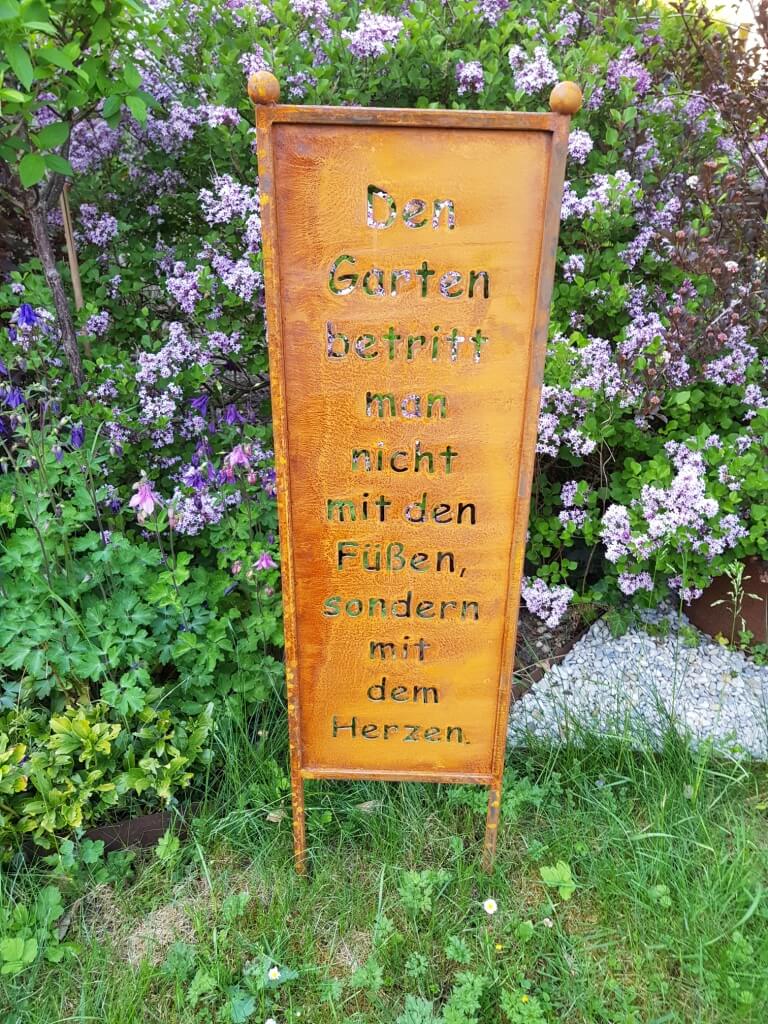 Den
Garten
betritt
man
nicht
mit den
Füßen,
sondern
mit
dem
Herzen.